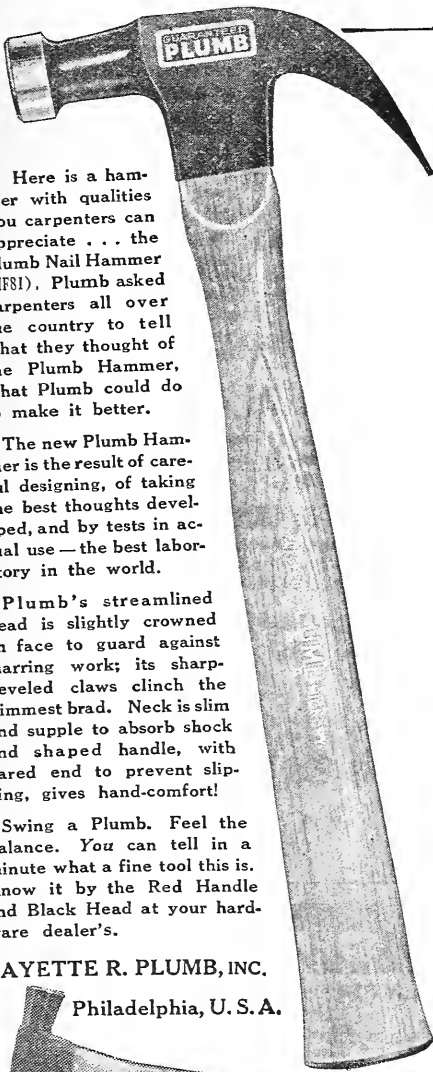 GUARANTEED
PLUMB
Here is a ham-
er with qualities
ou carpenters can
ppreciate . . . the
lumb Nail Hammer
HF81). Plumb asked
arpenters all over
he country to tell
hat they thought of
he Plumb Hammer,
hat Plumb could do
o make it better.
The new Plumb Ham-
er is the result of care-
ul designing, of taking
he best thoughts devel-
ped, and by tests in ac-
ual use — the best labor-
tory in the world.
Plumb's streamlined
ead is slightly crowned
n face to guard against
arring work; its sharp-
eveled claws clinch the
immest brad. Neck is slim
nd supple to absorb shock
nd shaped handle, with
ared end to prevent slip-
ing, gives hand-comfort!
Swing a Plumb. Feel the
alance. You can tell in a
inute what a fine tool this is.
now it by the Red Handle
nd Black Head at your hard-
are dealer's.
AYETTE R. PLUMB, INC.
Philadelphia, U.S.A.